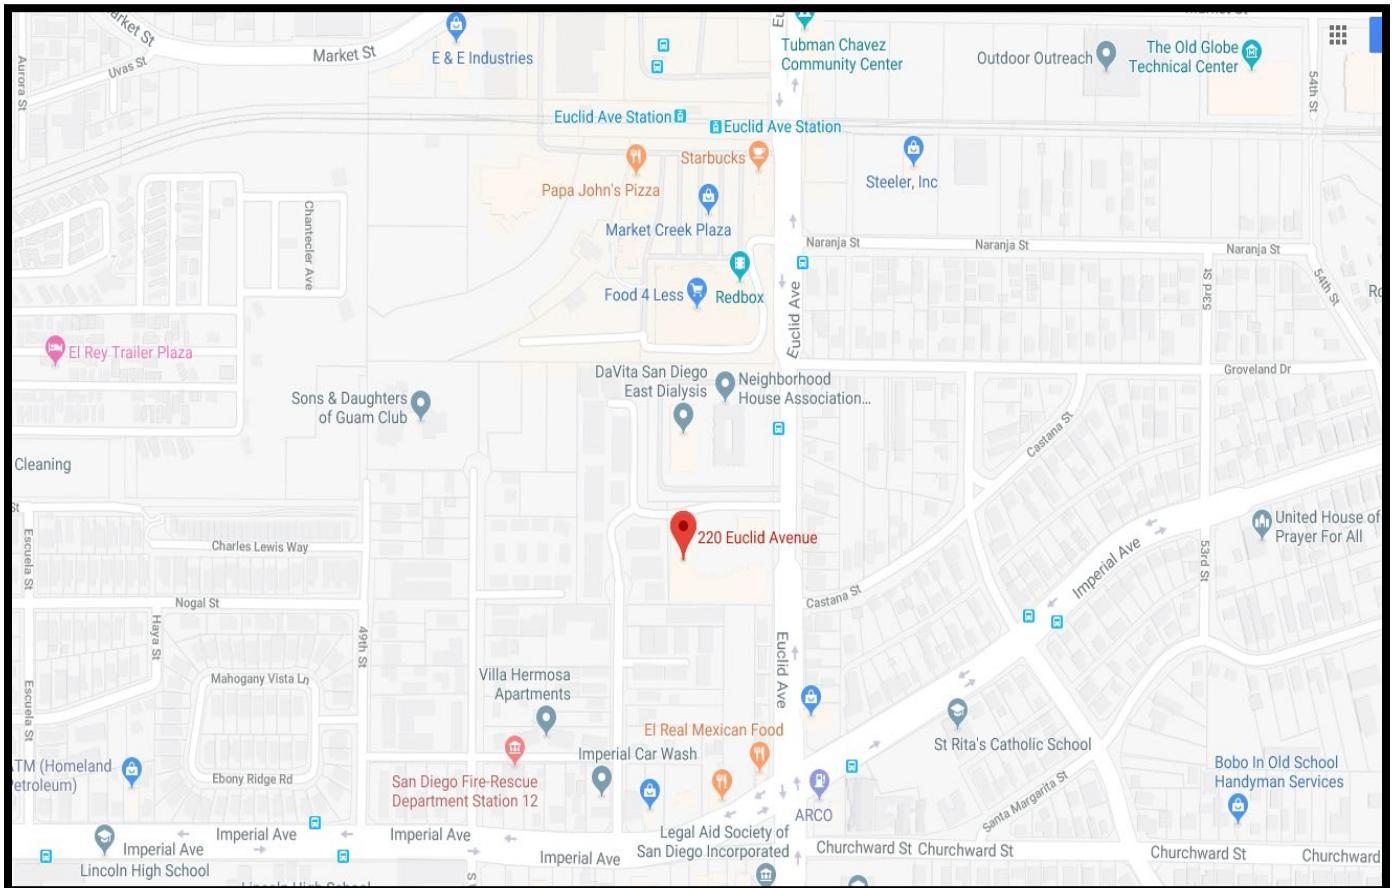 Market St
Market St
Uvas St
Aurora St
E & E Industries
Eu
Tubman Chavez
Community Center
Outdoor Outreach
The Old Globe
Technical Center
54th St
Euclid Ave Station
Euclid Ave Station
Papa John's Pizza
Starbucks
Steeler, Inc
Market Creek Plaza
Chantecler Ave
Naranja St
Naranja St
Naranja St
53rd St
54th St
Food 4 Less
Redbox
Euclid Ave
El Rey Trailer Plaza
Groveland Dr
DaVita San Diego
East Dialysis
Neighborhood
House Association...
Sons & Daughters
of Guam Club
Castana St
Cleaning
St
220 Euclid Avenue
United House of
Prayer For All
Escuela St
Charles Lewis Way
Imperial Ave
53rd St
Nogal St
Castana St
Haya St
49th St
Euclid Ave
Mahogany Vista Ln
Villa Hermosa
Apartments
Escuela St
El Real Mexican Food
St Rita's Catholic School
Imperial Car Wash
TM (Homeland
etroleum)
Ebony Ridge Rd
San Diego Fire-Rescue
Department Station 12
Bobo In Old School
Handyman Services
Santa Margarita St
ARCO
Imperial Ave
Imperial Ave
Imperial Ave
Imperial Ave
Legal Aid Society of
San Diego Incorporated
Churchward St
Churchward St
Churchward St
Churchward
Lincoln High School